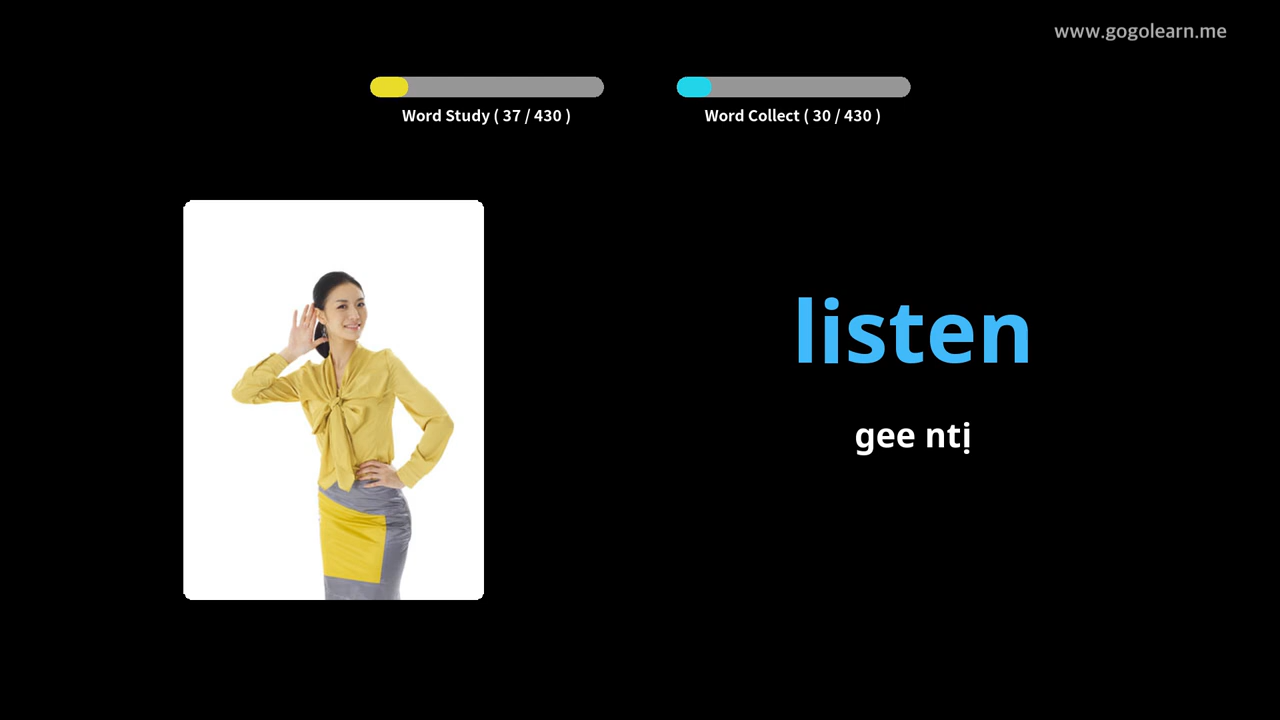 www.gogolearn.me
Word Study ( 37 / 430 )
Word Collect ( 30 / 430 )
listen
gee ntị